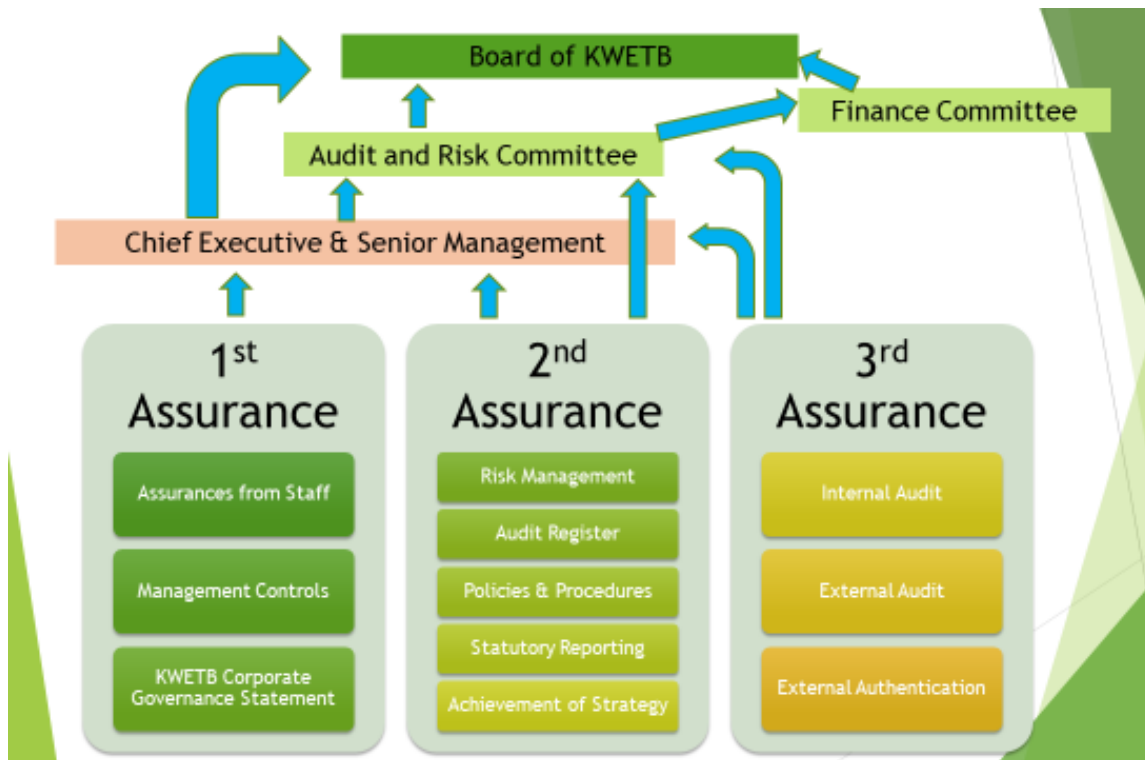 Board of KWETB
Finance Committee
Audit and Risk Committee
Chief Executive & Senior Management
1st
Assurance
Assurances from Staff
Management Controls
KWETB Corporate
Governance Statement
2nd
Assurance
Risk Management
Audit Register
Policies & Procedures
Statutory Reporting
Achievement of Strategy
3rd
Assurance
Internal Audit
External Audit
External Authentication